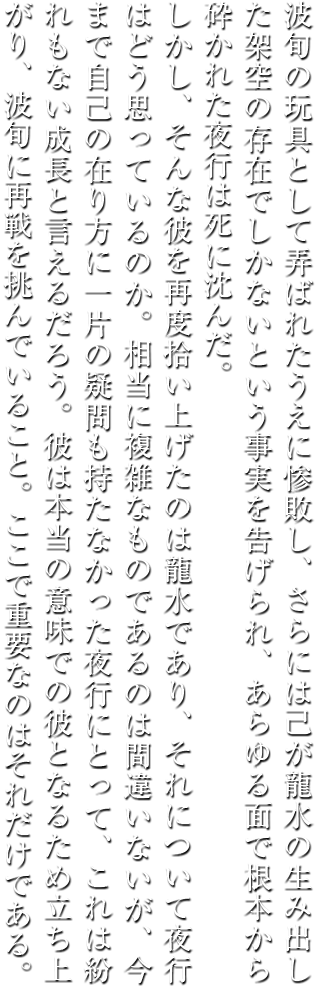 波旬の玩具として弄ばれたうえに惨敗し、さらには己が龍水の生み出し
た架空の存在でしかないという事実を告げられ、あらゆる面で根本から
砕かれた夜行は死に沈んだ。
しかし、そんな彼を再度拾い上げたのは龍水であり、それについて夜行
はどう思っているのか。相当に複雑なものであるのは間違いないが、今
まで自己の在り方に一片の疑問も持たなかった夜行にとって、これは紛
れもない成長と言えるだろう。彼は本当の意味での彼となるため立ち上
がり、波旬に再戦を挑んでいること。ここで重要なのはそれだけである。